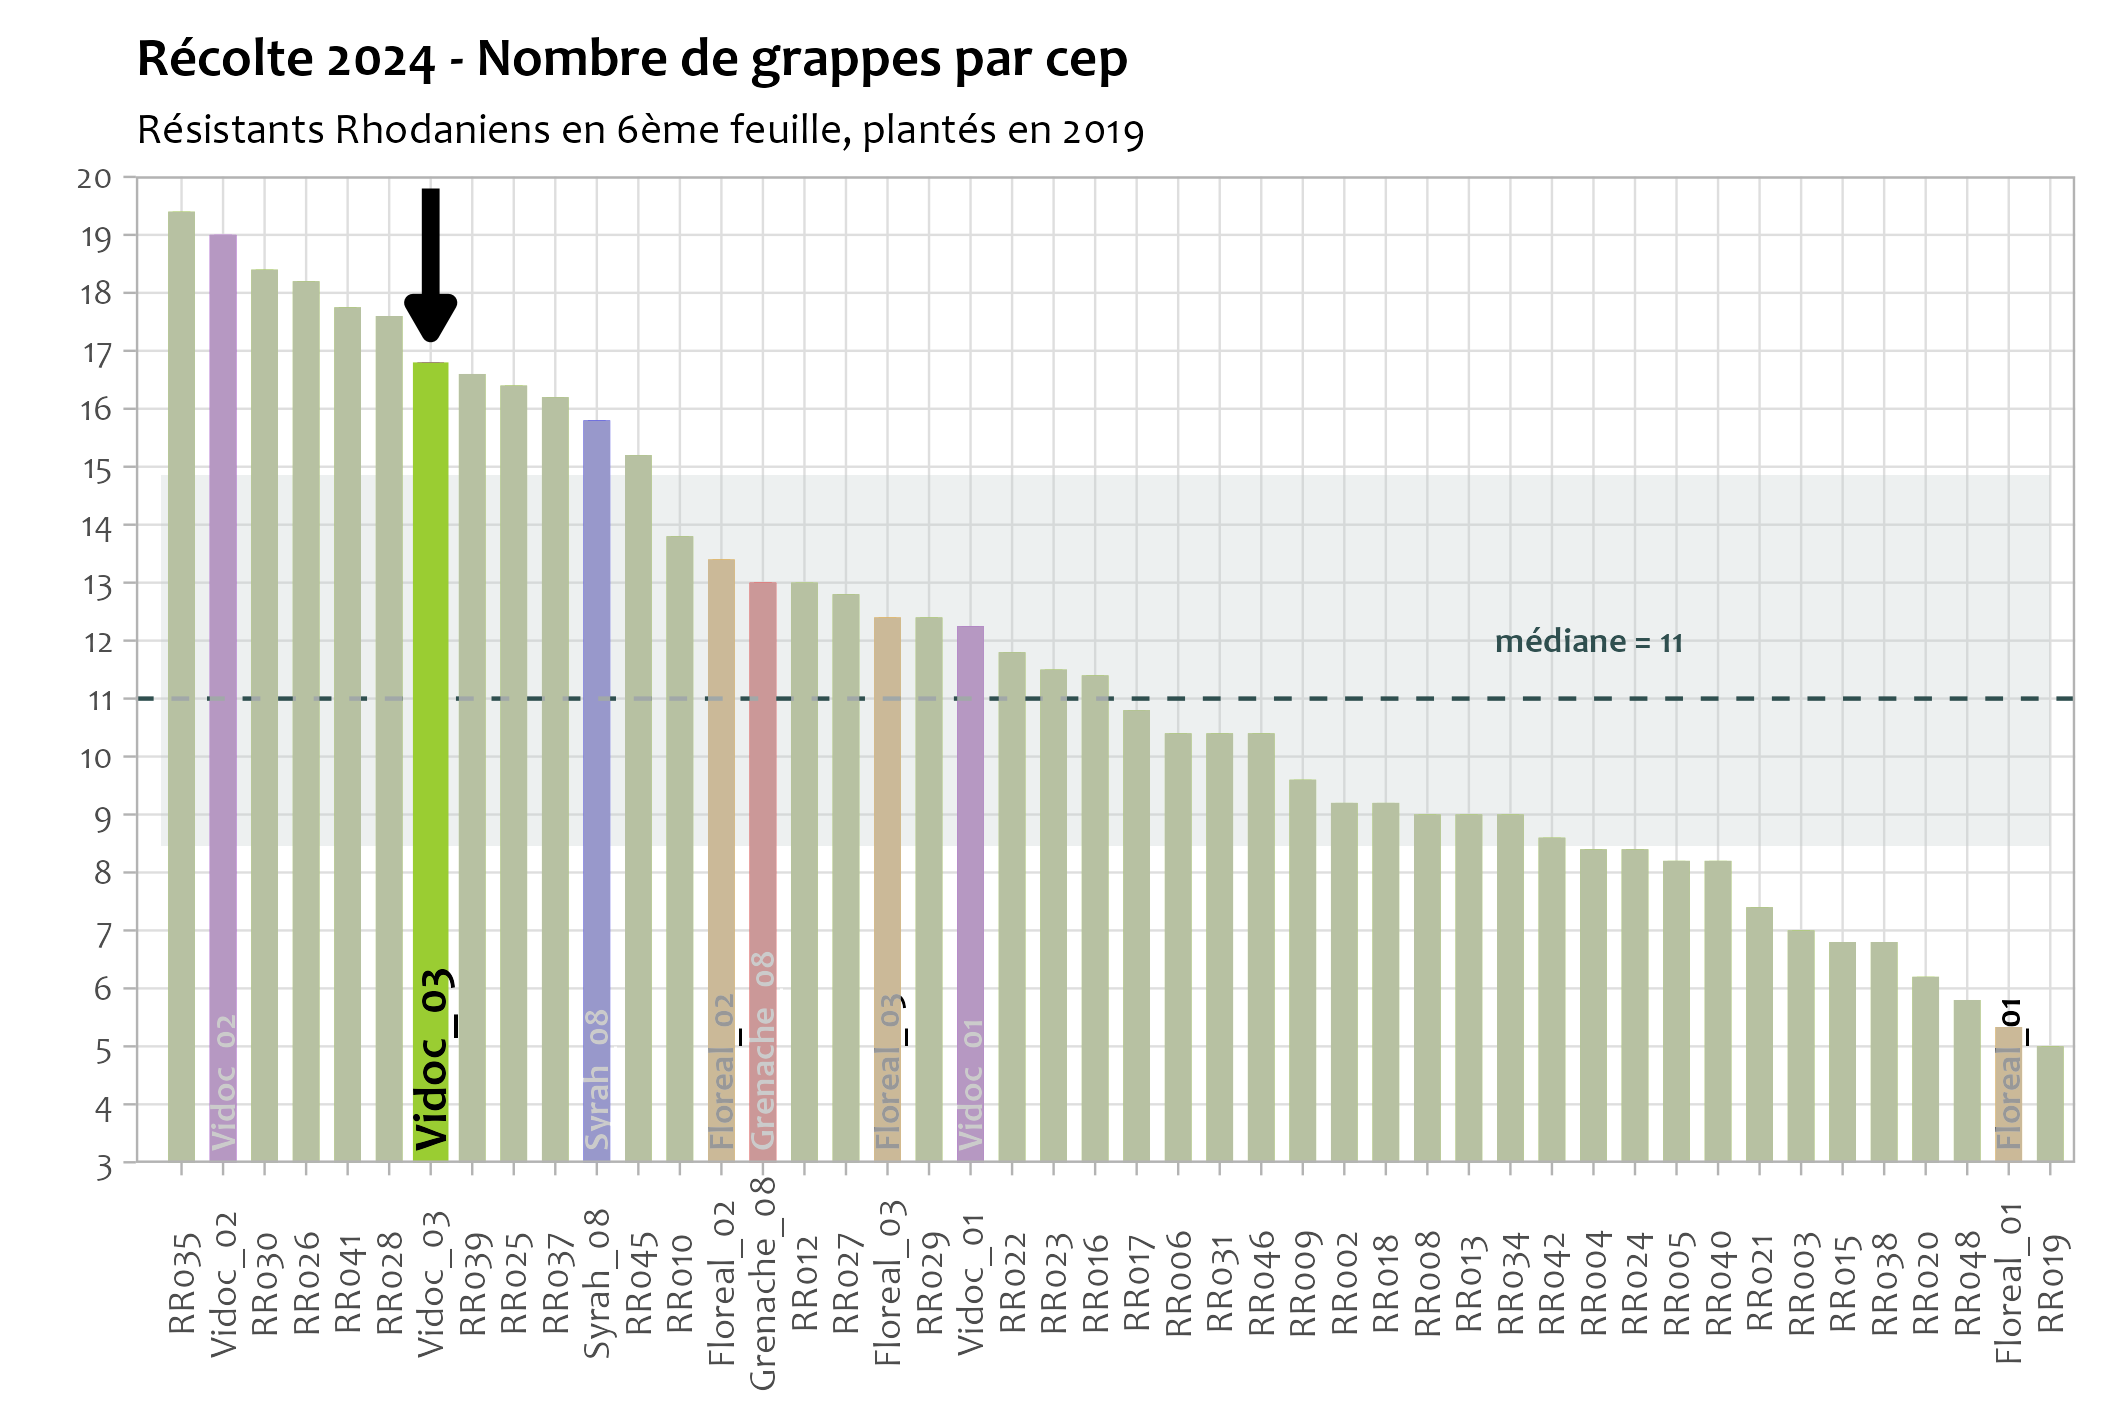 Récolte 2024 - Nombre de grappes par cep
Résistants Rhodaniens en 6ème feuille, plantés en 2019
20
19
18
17
16
15
14
13
12
11
10
9
8
7
6
5
4
3
médiane = 11
Vidoc_02
Vidoc_03
Syrah_08
Floreal_02
Grenache_08
Floreal_03
Vidoc_01
Floreal_01
RR035
Vidoc_02
RR030
RR026
RR041
RR028
Vidoc_03
RR039
RR025
RR037
Syrah_08
RR045
RR010
Floreal_02
Grenache_08
RR012
RR027
Floreal_03
RR029
Vidoc_01
RR022
RR023
RR016
RR017
RR006
RR031
RR046
RR009
RR002
RR018
RR008
RR013
RR034
RR042
RR004
RR024
RR005
RR040
RR021
RR003
RR015
RR038
RR020
RR048
Floreal_01
RR019